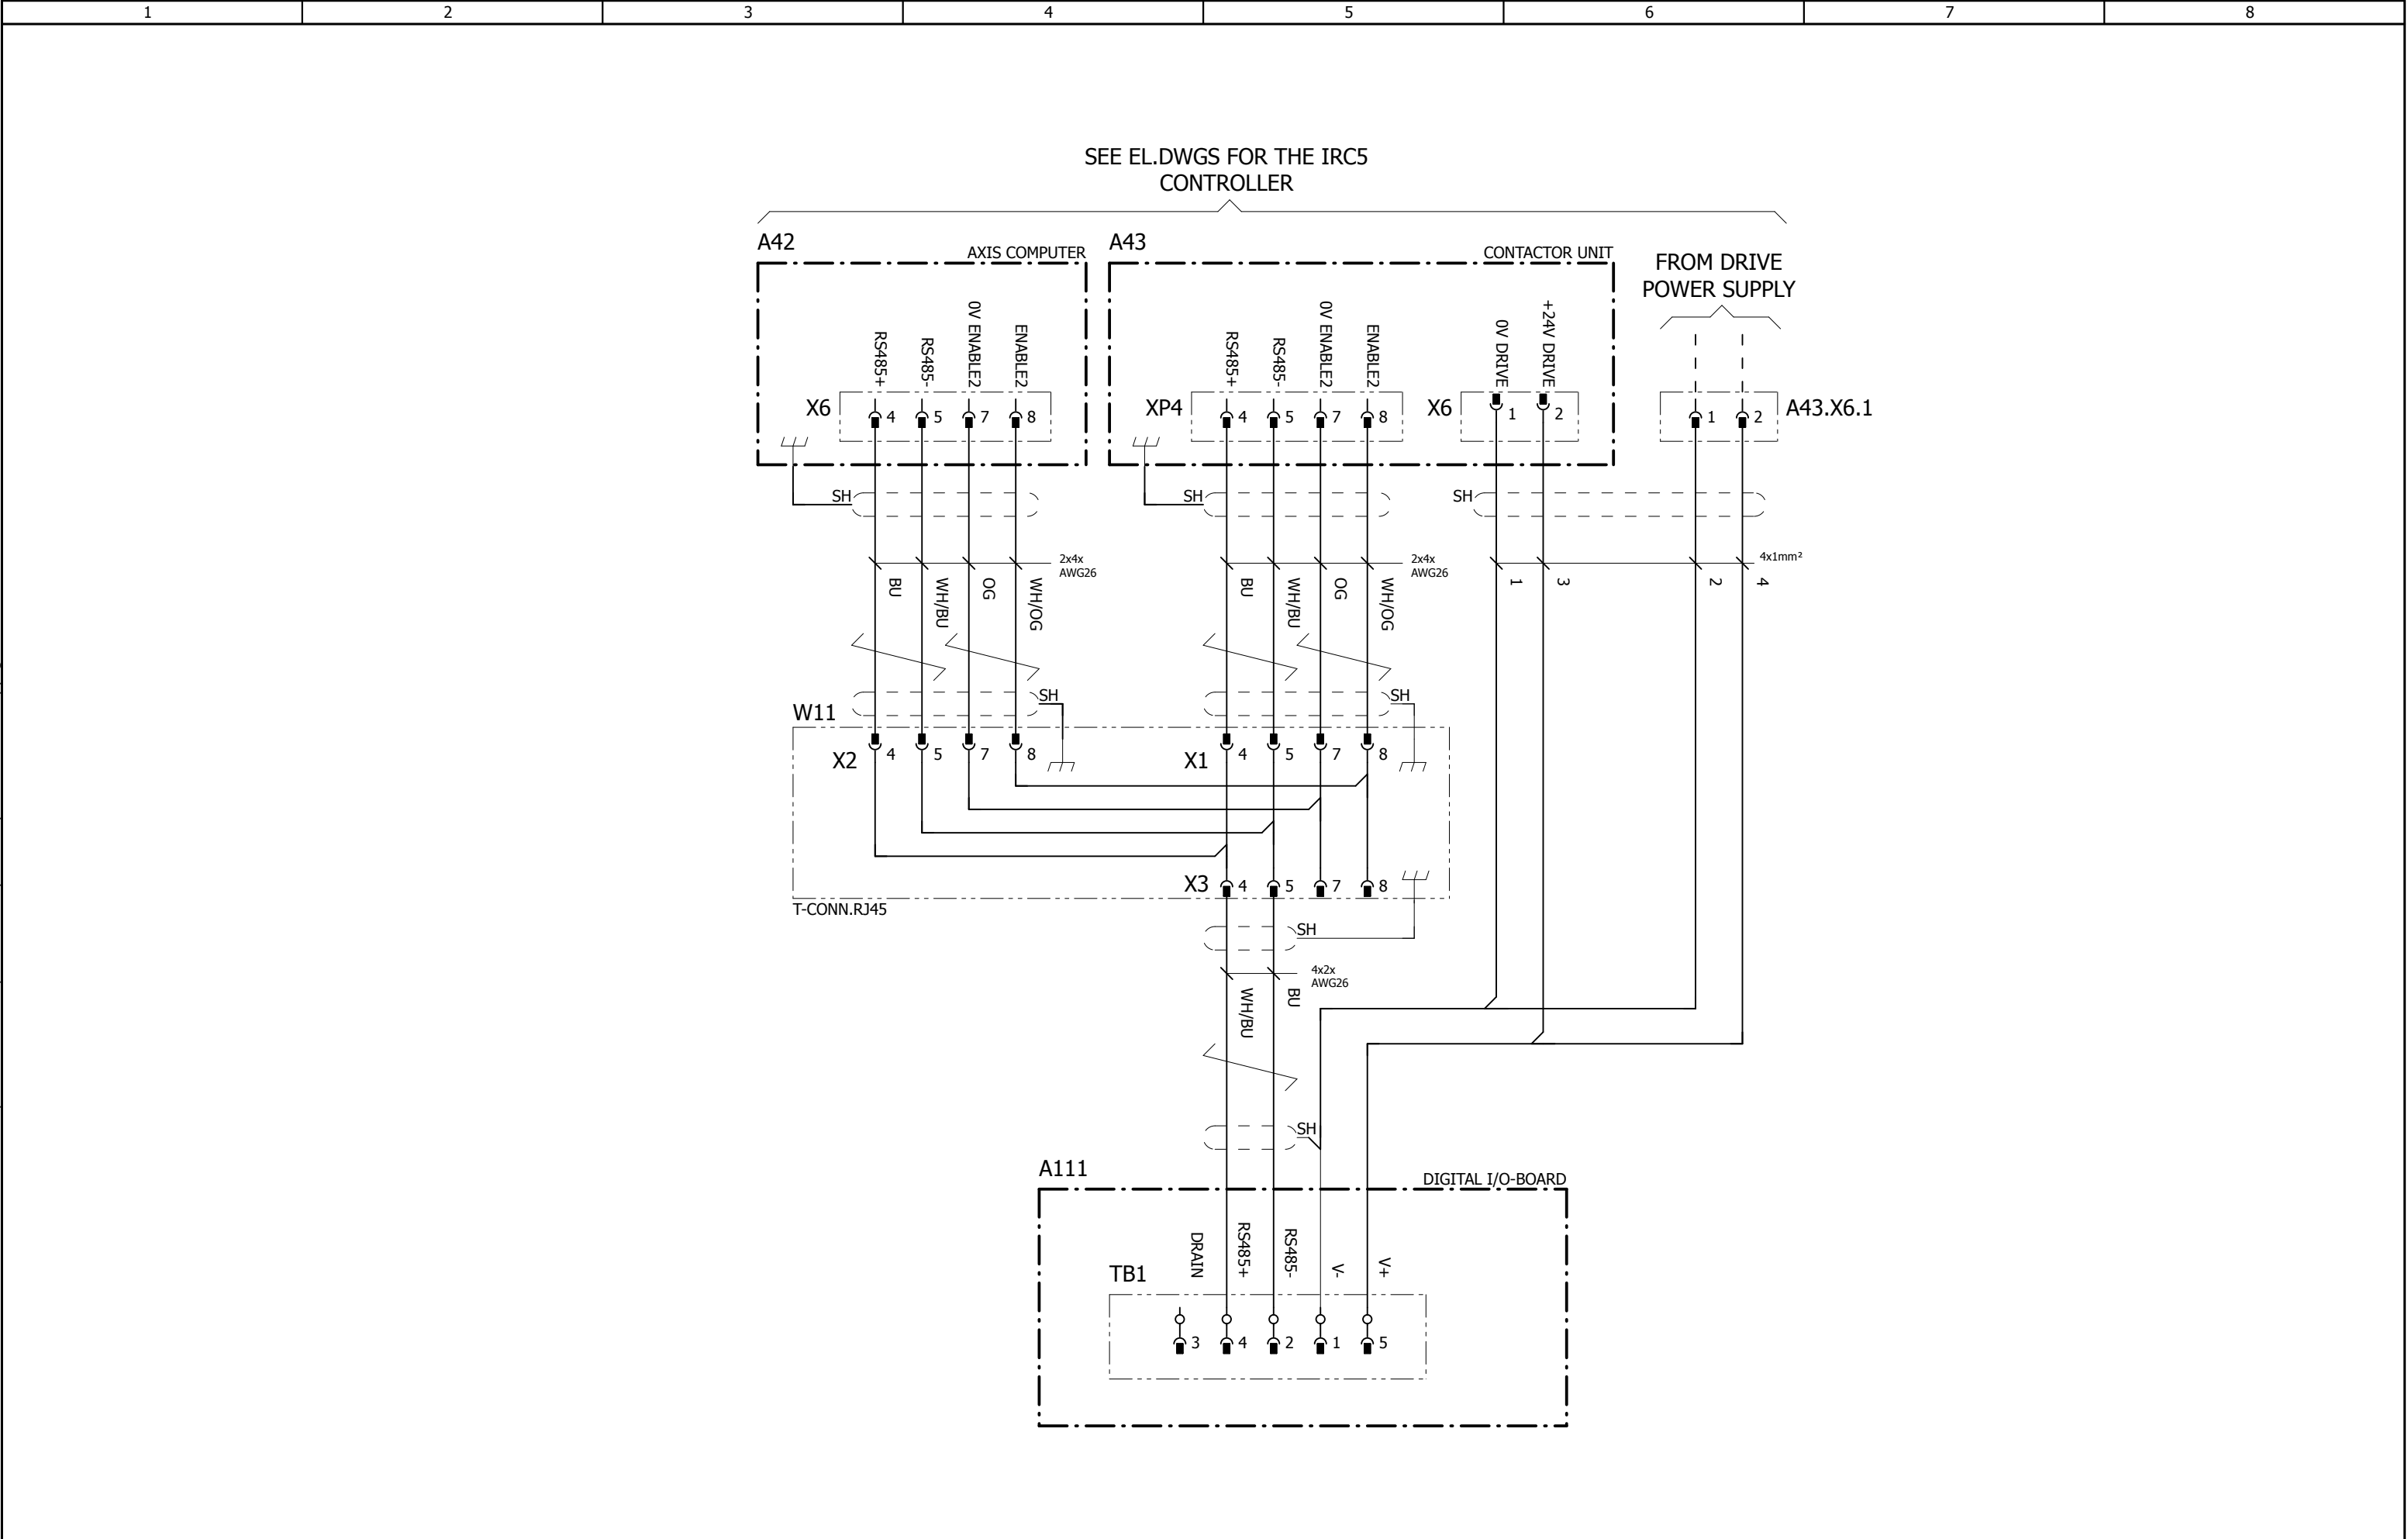 1 2 3 4 5 6 7 8
SEE EL.DWGS FOR THE IRC5
CONTROLLER
A42
AXIS COMPUTER
A43
CONTACTOR UNIT
FROM DRIVE
POWER SUPPLY
RS485+
RS485-
0V ENABLE2
ENABLE2
RS485+
RS485-
0V ENABLE2
ENABLE2
0V DRIVE
+24V DRIVE
X6
4 5 7 8
XP4
4 5 7 8
X6
1 2
1 2
A43.X6.1
SH
SH
SH
2x4x
AWG26
2x4x
AWG26
4x1mm²
BU
WH/BU
OG
WH/OG
BU
WH/BU
OG
WH/OG
1
3
2
4
SH
SH
W11
X2
4 5 7 8
X1
4 5 7 8
X3
4 5 7 8
T-CONN.RJ45
SH
4x2x
AWG26
WH/BU
BU
SH
A111
DIGITAL I/O-BOARD
DRAIN
RS485+
RS485-
V-
V+
TB1
3 4 2 1 5